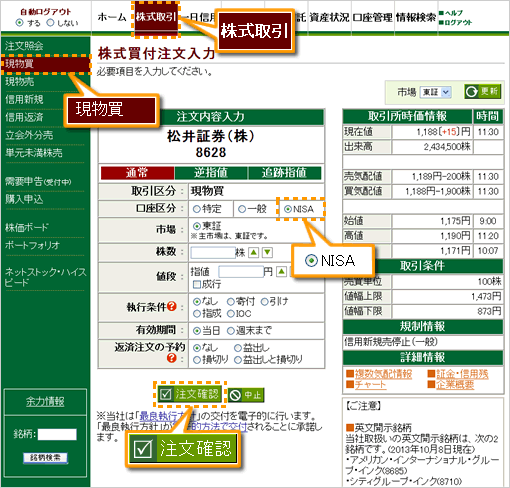 自動ログアウト
する しない
ホーム 株式取引 一日信用 資産状況 口座管理 情報検索 ■ヘルプ
■ログアウト
株式取引
注文照会
現物買
現物売
信用新規
信用返済
立会外分売
単元未満株売
需要申告(受付中)
購入申込
株価ボード
ポートフォリオ
ネットストック・ハイスピード
現物買
余力情報
銘柄:
銘柄検索
株式買付注文入力
必要項目を入力してください。
市場 東証 更新
注文内容入力
松井証券(株)
8628
通常 逆指値 追跡指値
取引区分: 現物買
口座区分: 特定 一般 NISA
市場: 東証
※主市場は、東証です。
株数: 株
NISA
値段: 指値 円
成行
執行条件?: なし 寄付 引け
指成 IOC
有効期間: 当日 週末まで
返済注文の予約?: なし 益出し
損切り 益出しと損切り
注文確認 中止
※当社は「最良執行方針」の交付を電子的に行います。
「最良執行方針」が
方法で交付されることに承諾し
ます。
注文確認
取引所時価情報 時間
現在値 1,188[+15]円 11:30
出来高 2,434,500株
売気配値 1,189円-200株 11:30
買気配値 1,188円-1,900株 11:30
始値 1,175円 9:00
高値 1,190円 11:20
1,171円 10:07
取引条件
売買単位 100株
値幅上限 1,473円
値幅下限 873円
規制情報
信用新規売停止(一般)
詳細情報
■複数気配情報 ■証金・信用残
■チャート ■企業概要
【ご注意】
■英文開示銘柄
当社取扱いの英文開示銘柄は、次の2
銘柄です。(2013年10月8日現在)
・アメリカン・インターナショナル・グルー
プ・インク(8685)
・シティグループ・インク(8710)